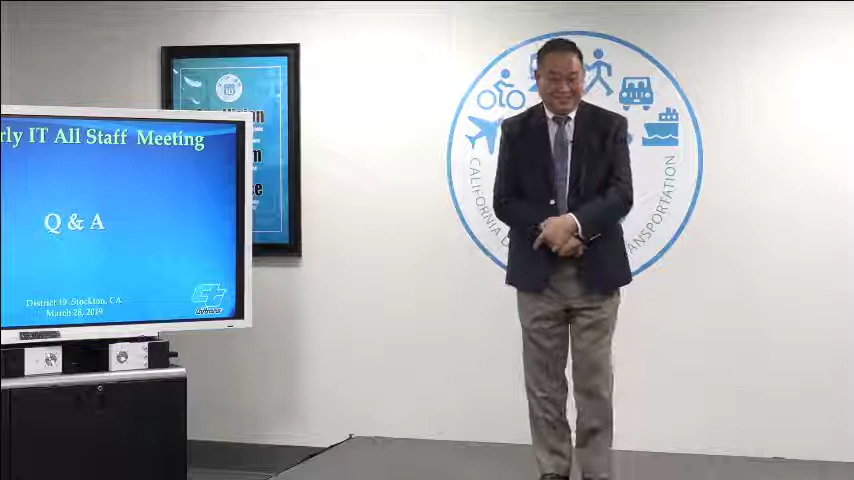 rly IT All Staff Meeting
Q & A
District 10 Stockton, CA
March 28, 2019
Caltrans
CALIFORNIA D
TRANSPORTATION